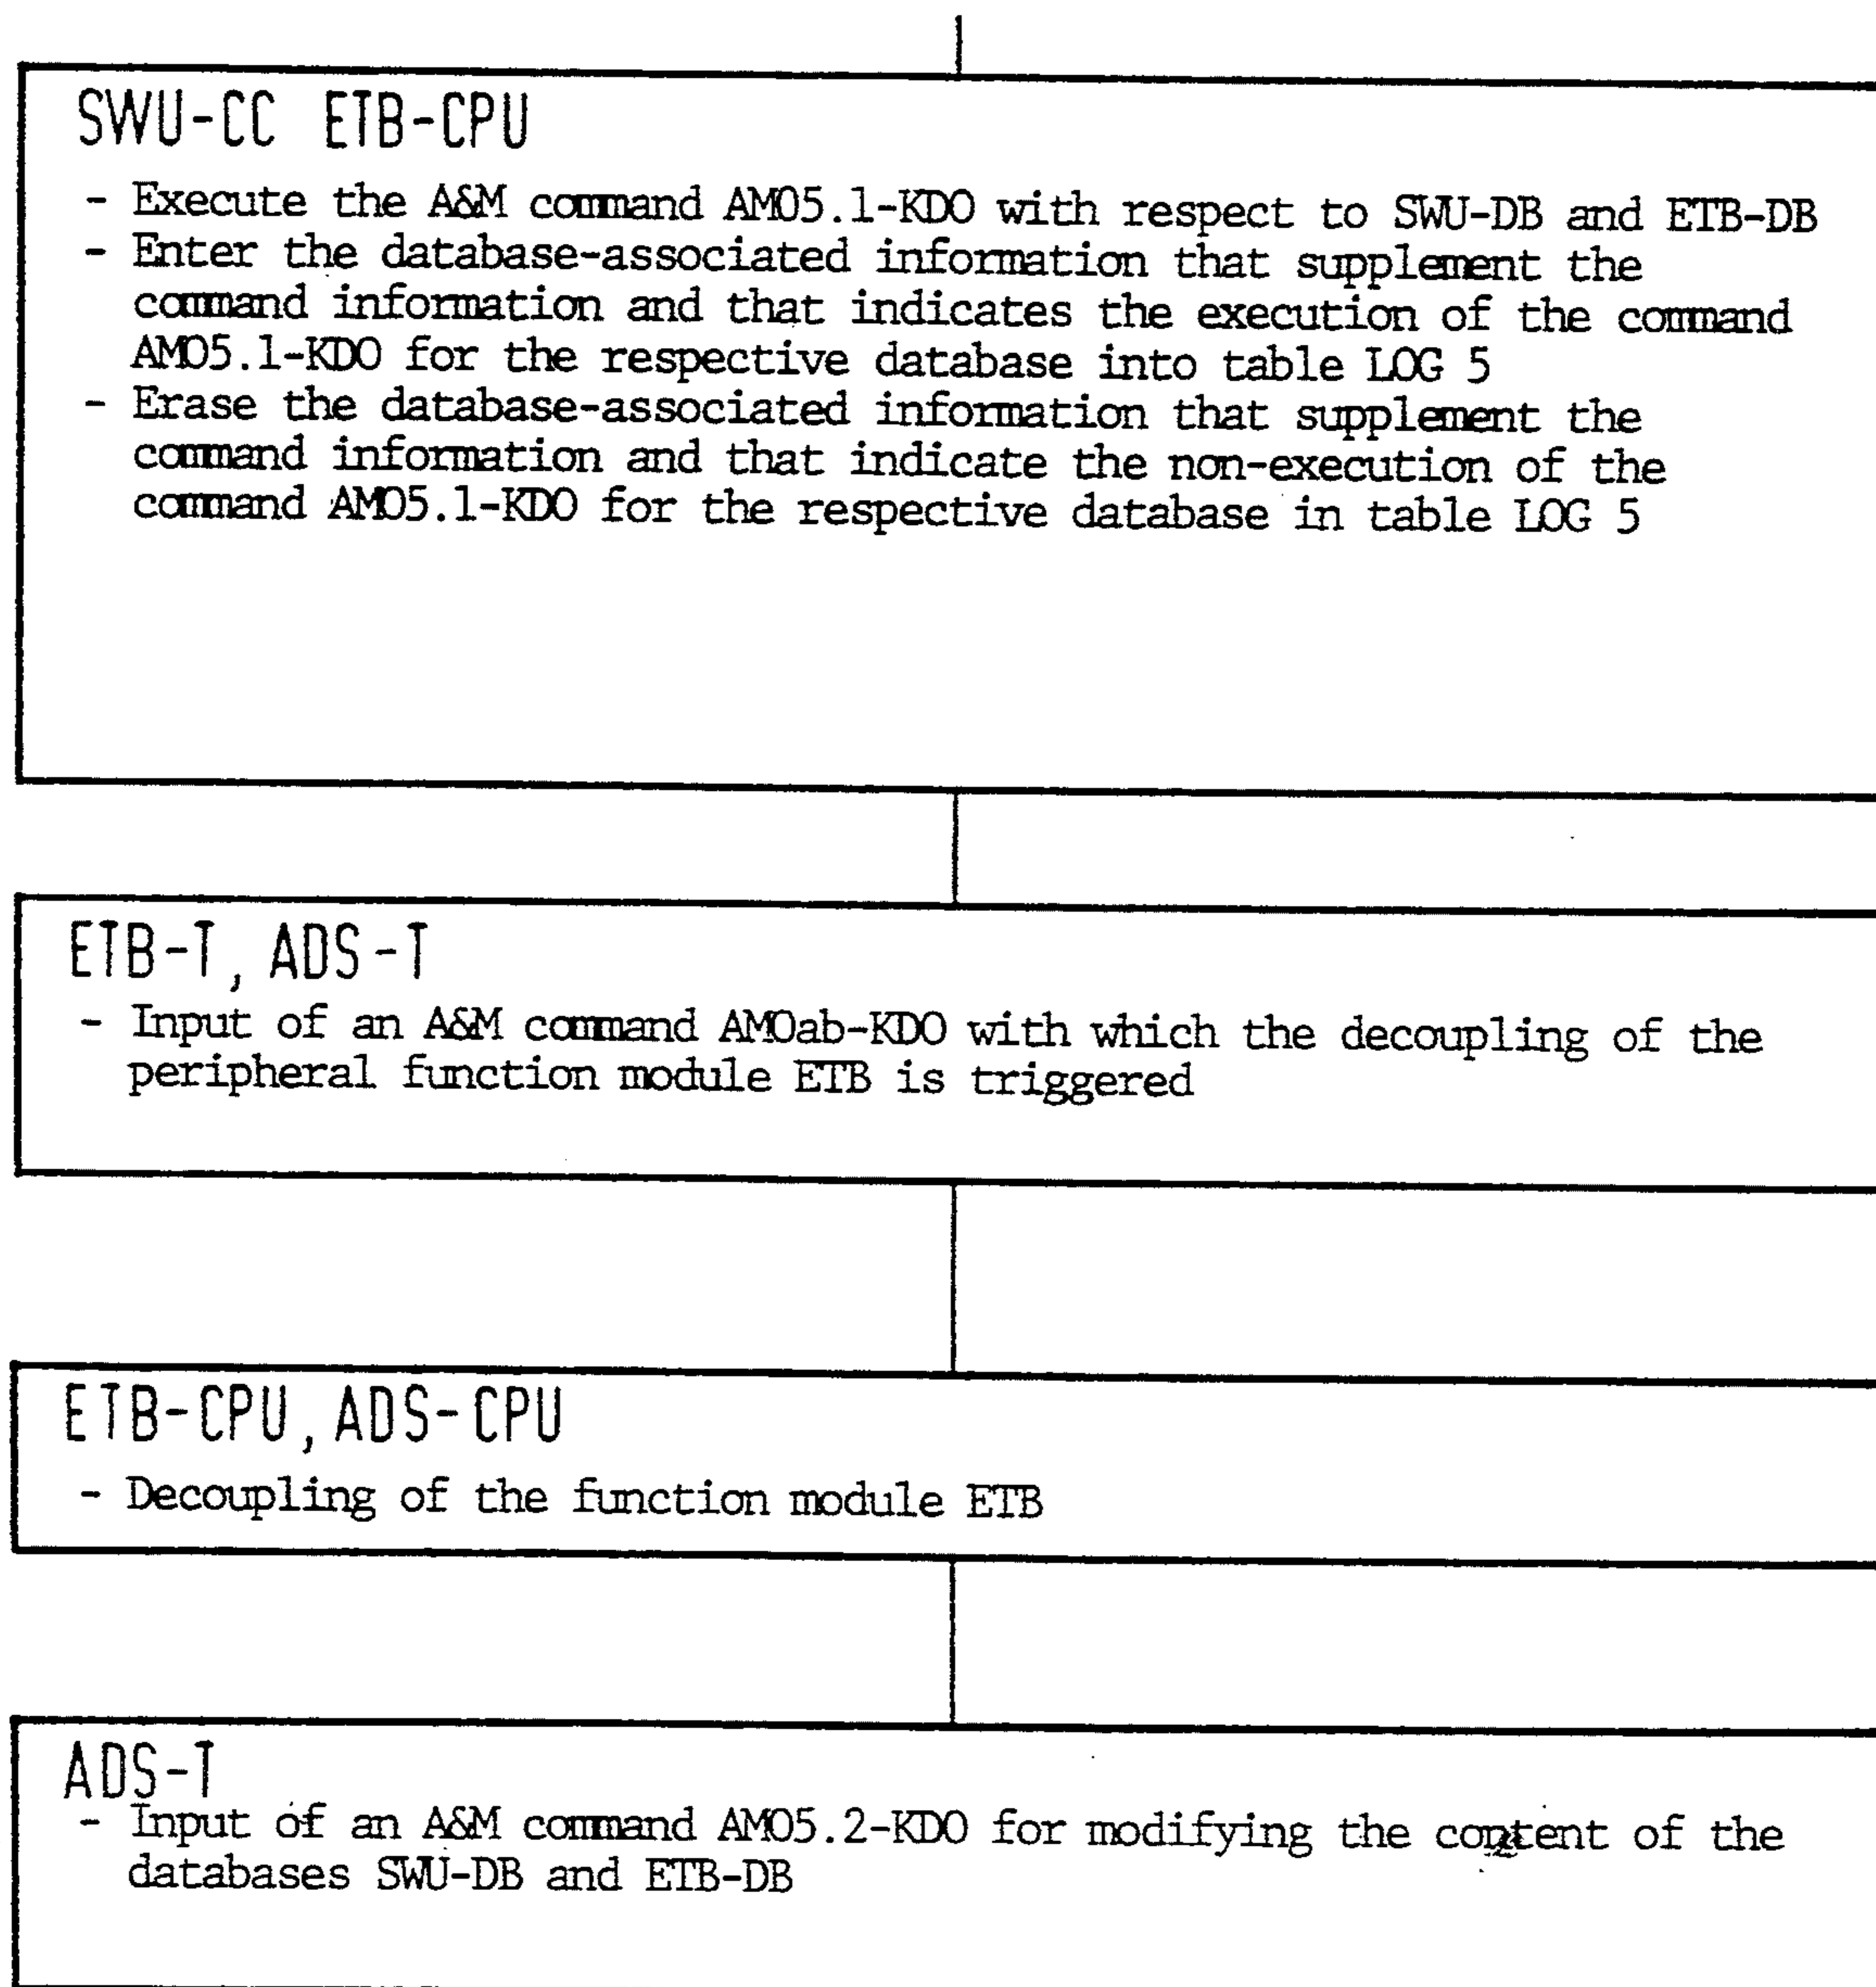 SWU-CC ETB-CPU
- Execute the A&M command AMO5.1-KDO with respect to SWU-DB and ETB-DB
- Enter the database-associated information that supplement the
command information and that indicates the execution of the command
AMO5.1-KDO for the respective database into table LOG 5
- Erase the database-associated information that supplement the
command information and that indicate the non-execution of the
command AMO5.1-KDO for the respective database in table LOG 5
ETB-T, ADS-T
- Input of an A&M command AMOab-KDO with which the decoupling of the
peripheral function module ETB is triggered
ETB-CPU, ADS-CPU
- Decoupling of the function module ETB
ADS-T
- Input of an A&M command AMO5.2-KDO for modifying the content of the
databases SWU-DB and ETB-DB